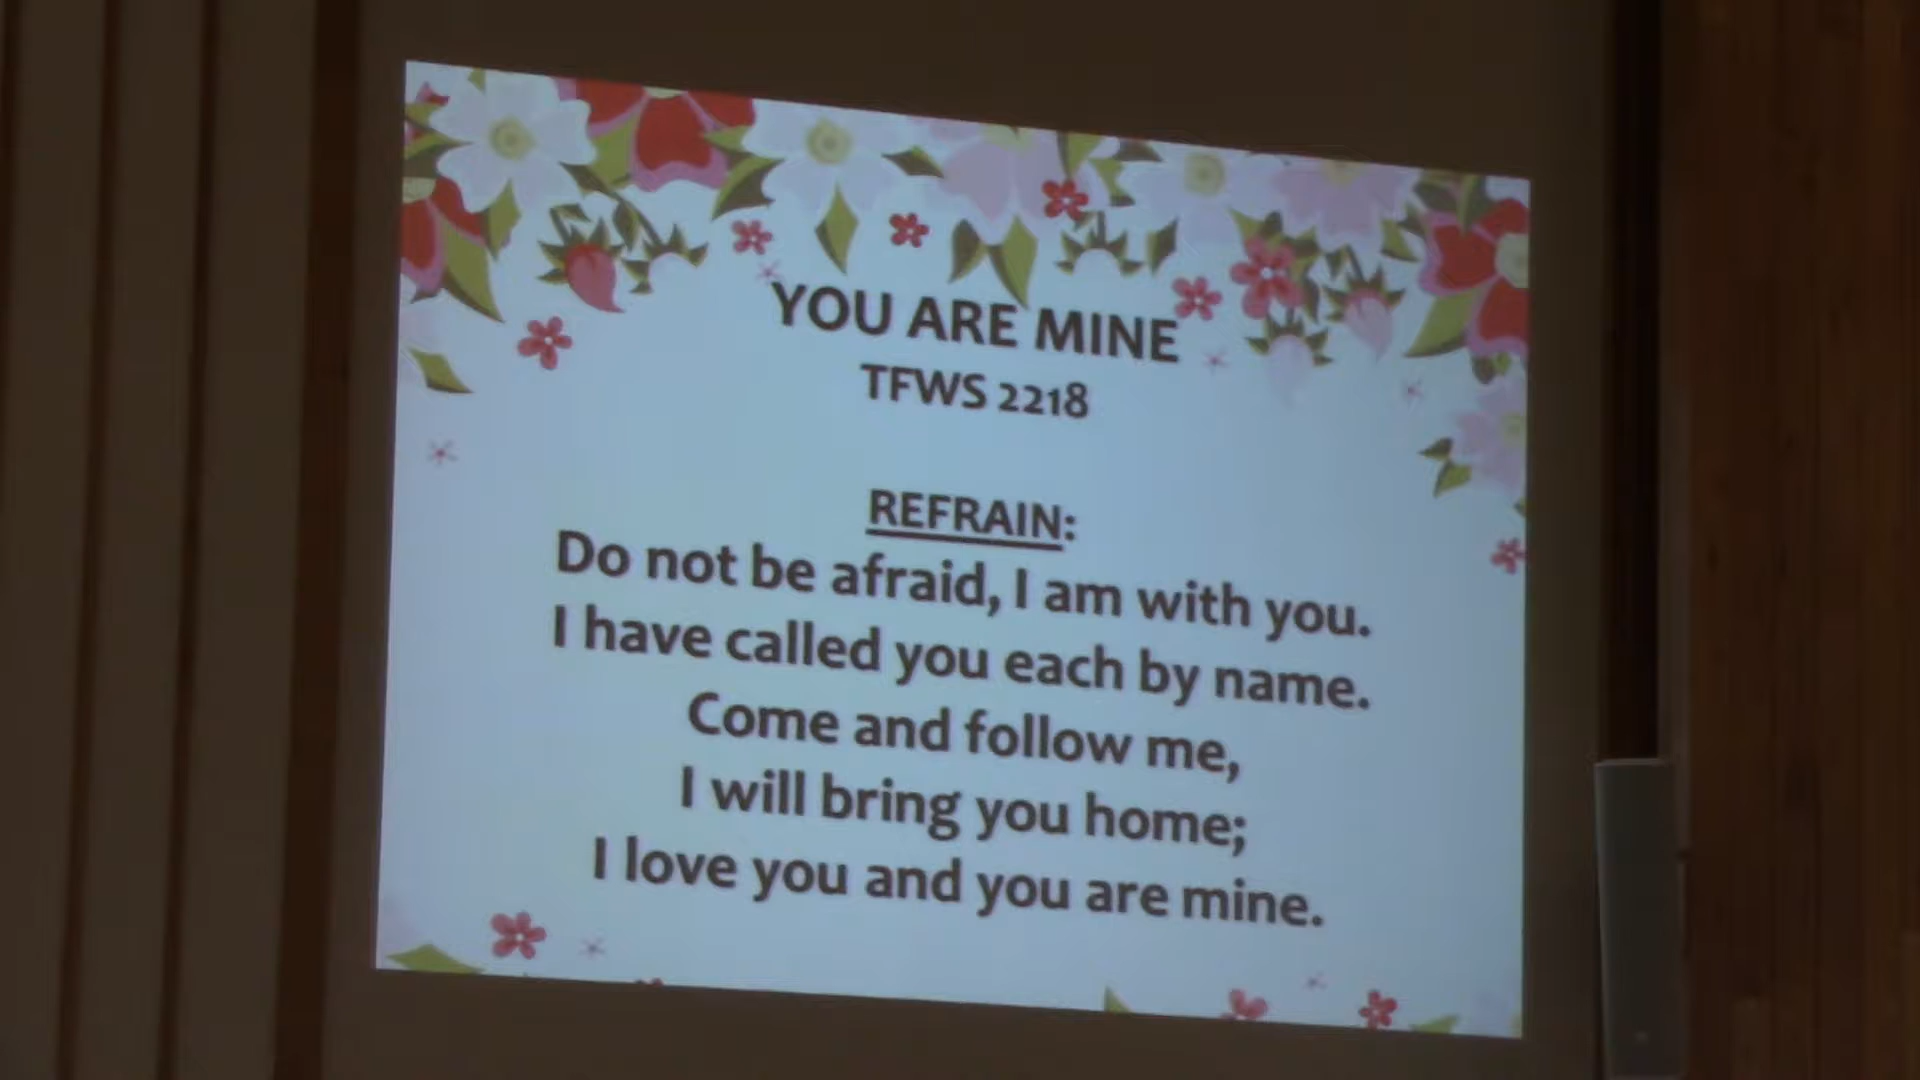 YOU ARE MINE
TFWS 2218
REFRAIN:
Do not be afraid, I am with you.
I have called you each by name.
Come and follow me,
I will bring you home;
I love you and you are mine.